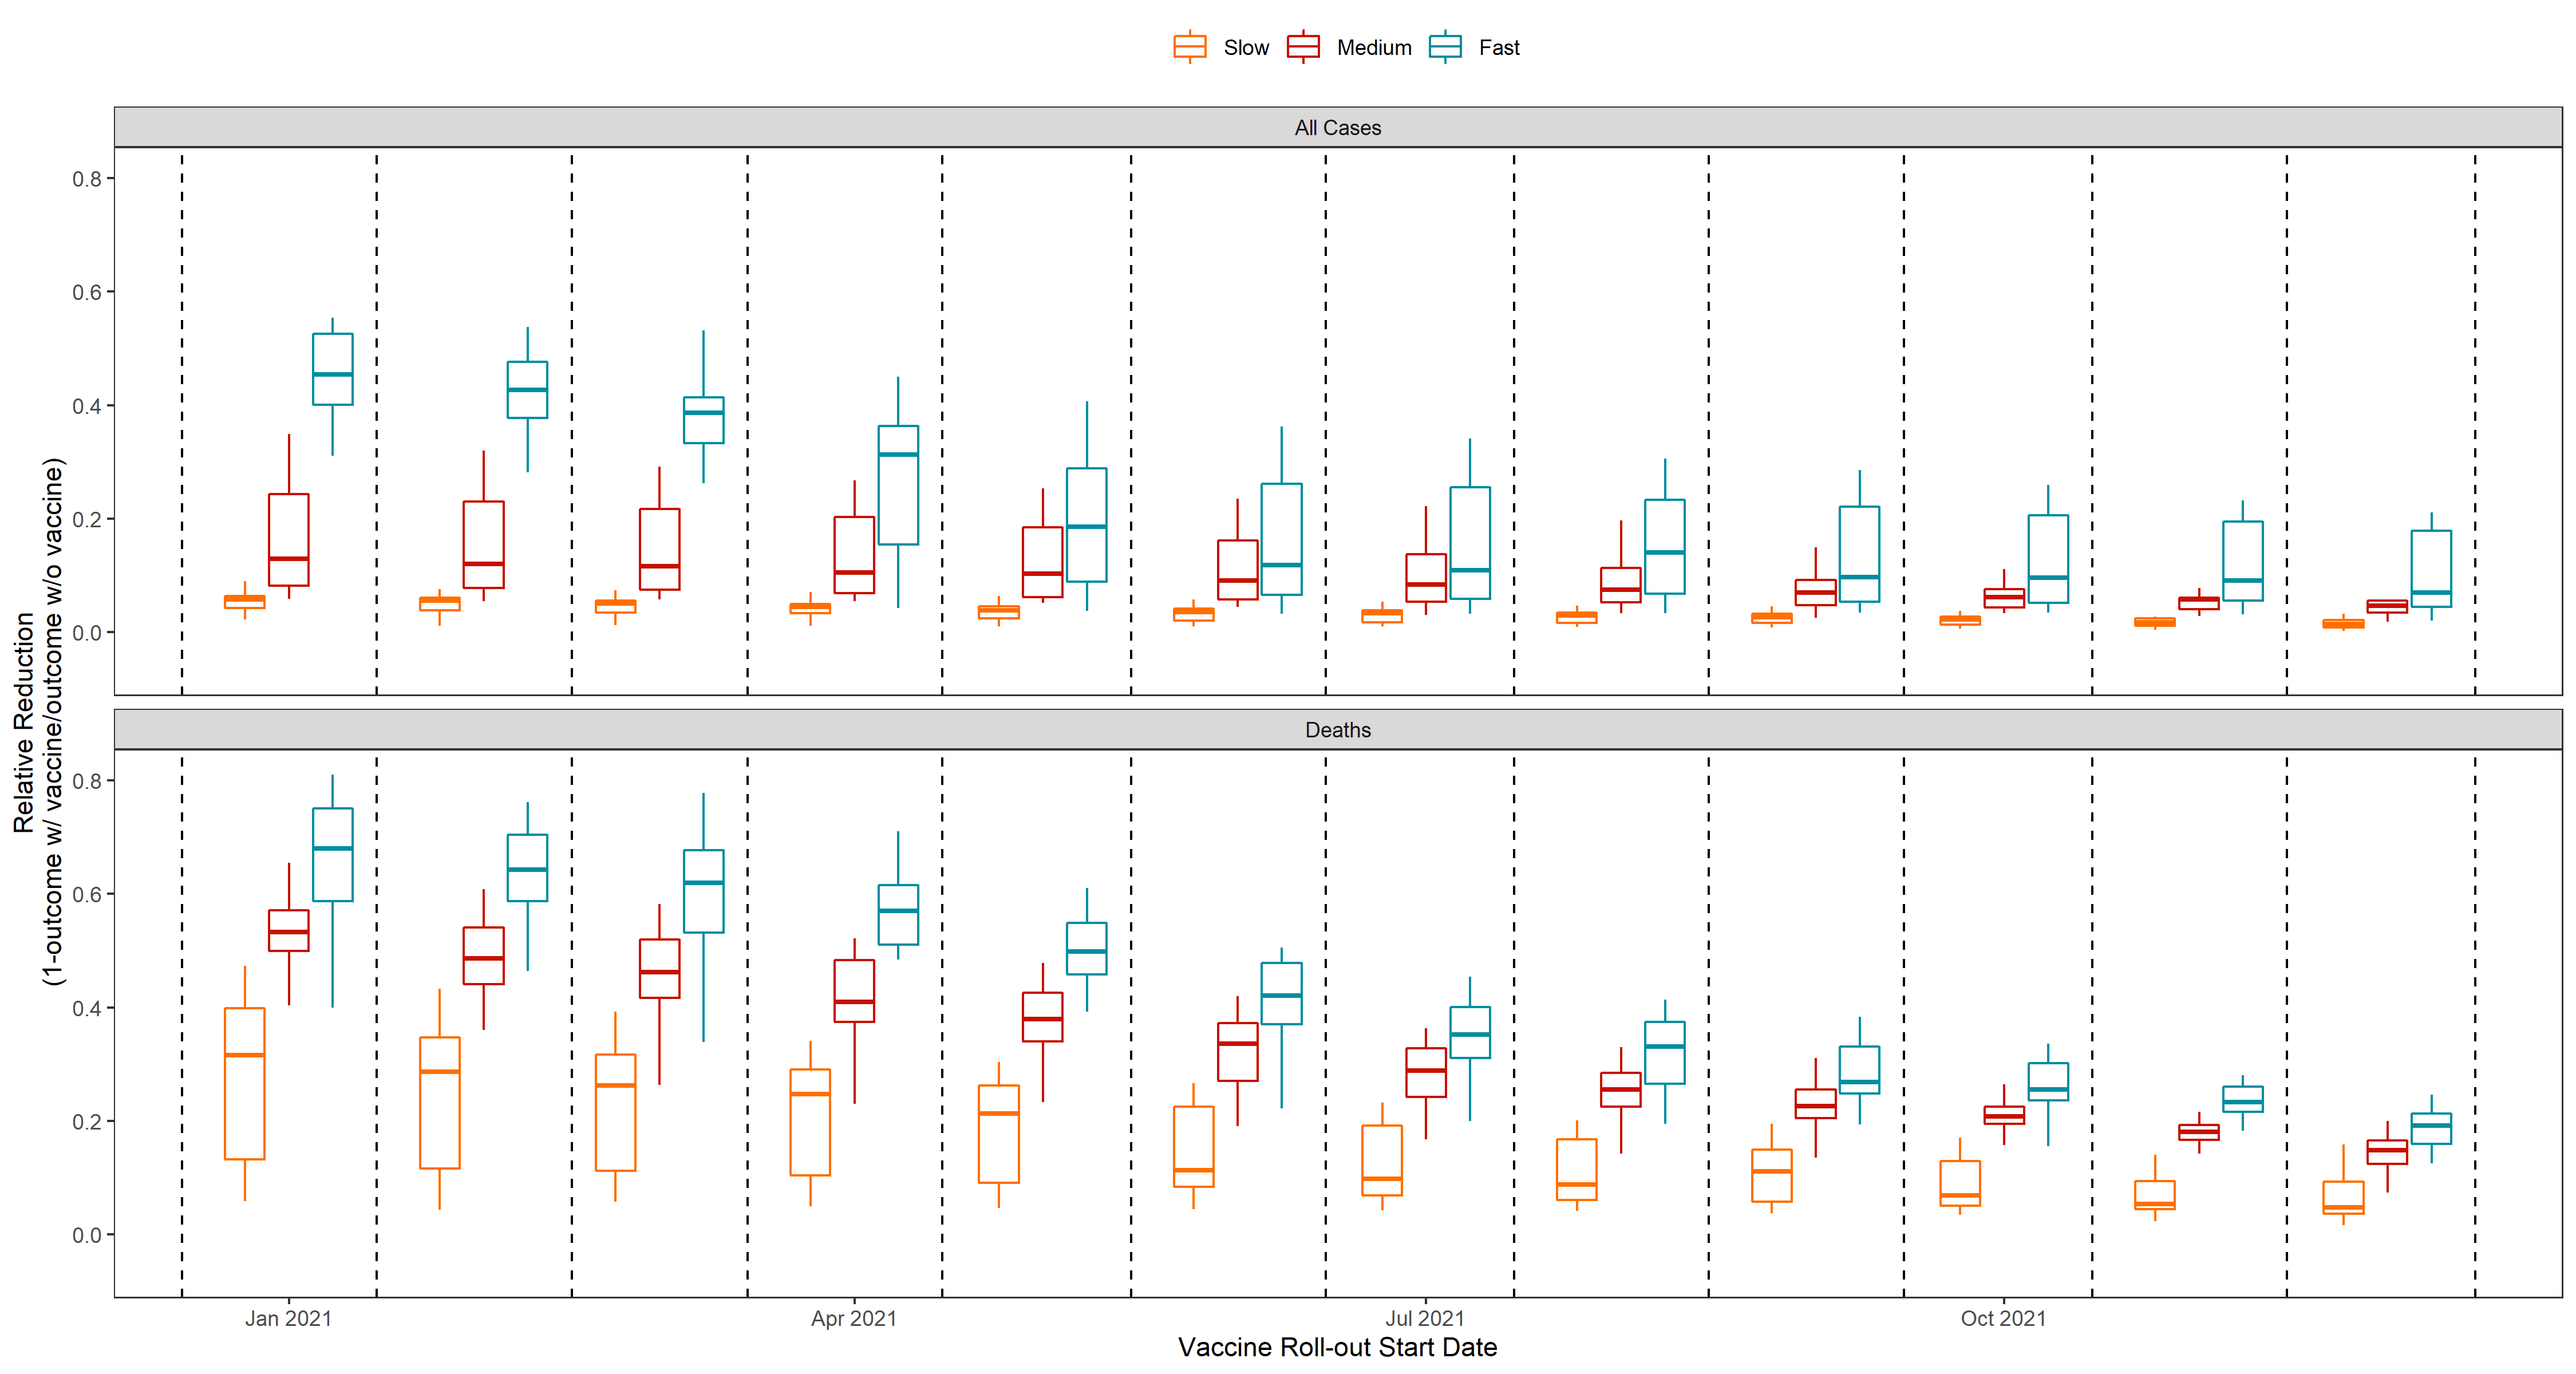 Slow Medium Fast
All Cases
0.8
0.6
0.4
0.2
0.0
Relative Reduction
(1-outcome w/ vaccine/outcome w/o vaccine)
Deaths
0.8
0.6
0.4
0.2
0.0
Jan 2021 Apr 2021 Jul 2021 Oct 2021
Vaccine Roll-out Start Date